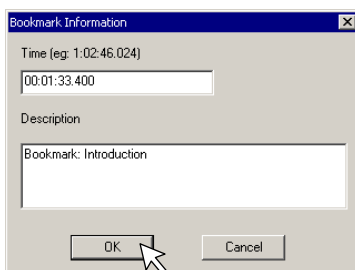 Bookmark Information
Time (eg: 1:02:46.024)
00:01:33.400
Description
Bookmark: Introduction
OK
Cancel